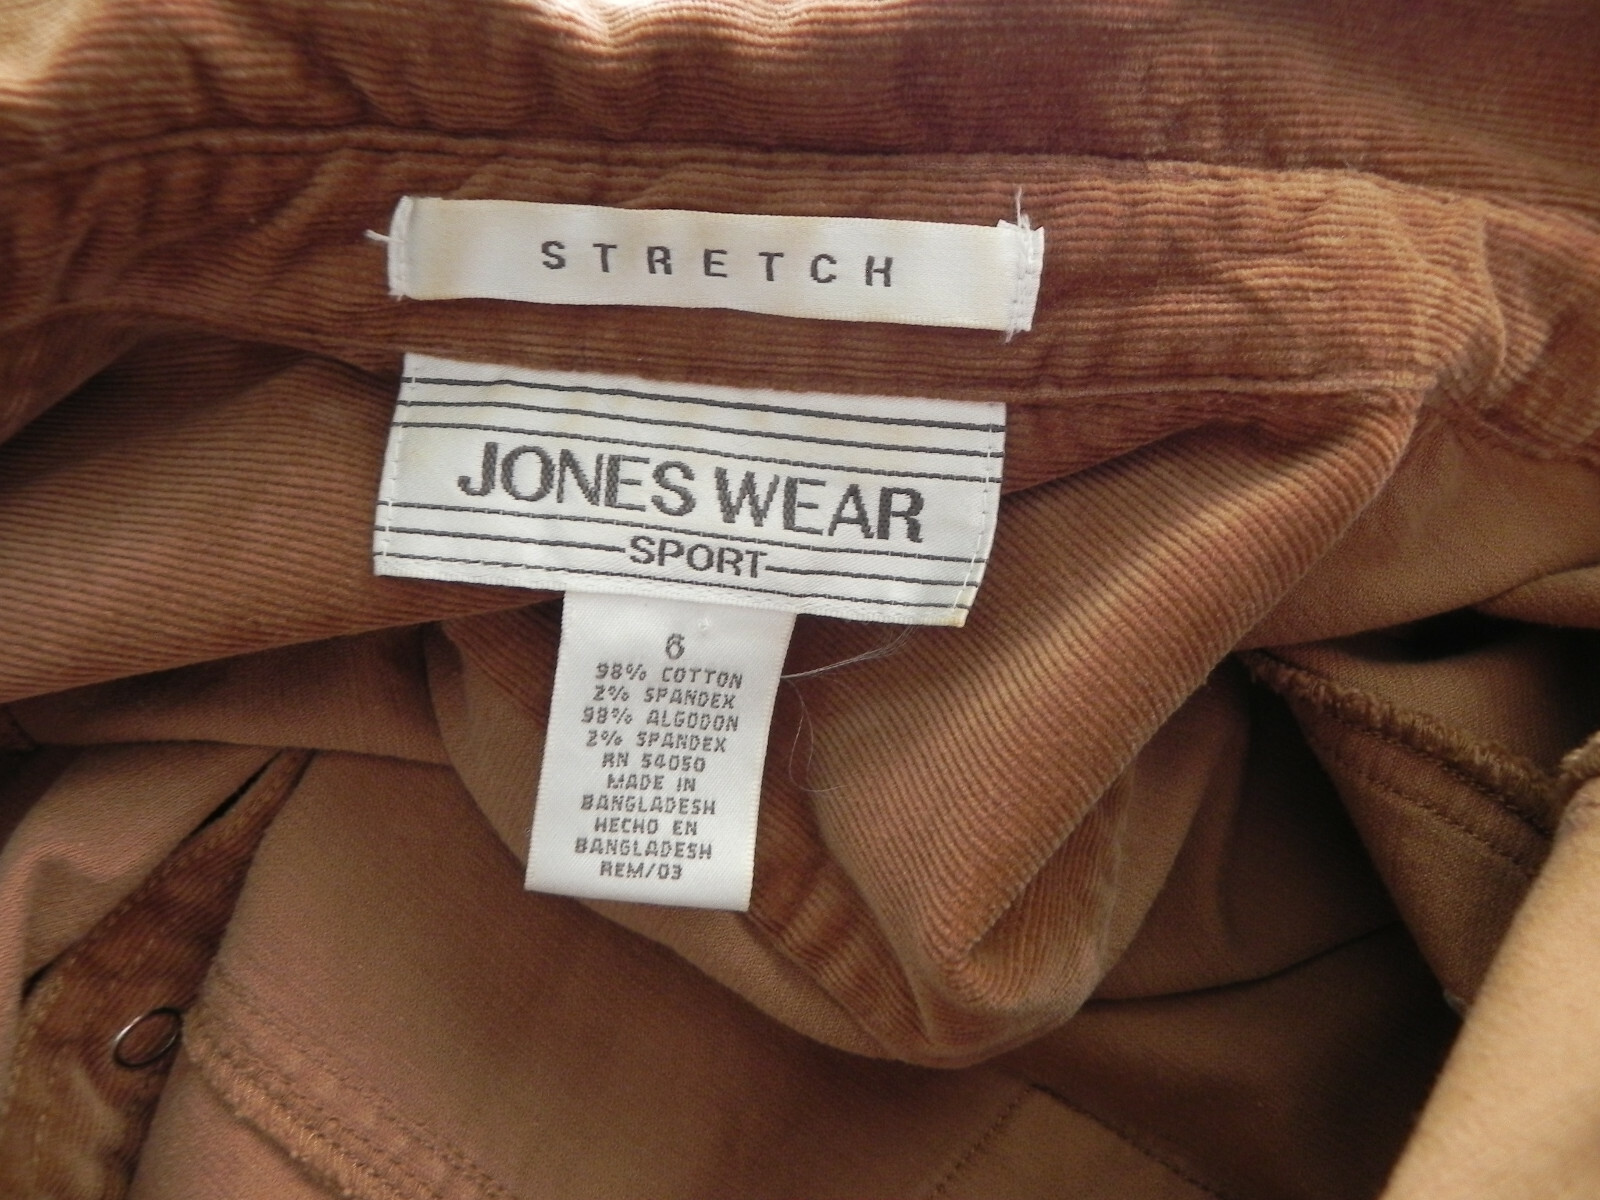 STRETCH
JONES WEAR
SPORT
6
98% COTTON
2% SPANDEX
98% ALGODON
2% SPANDEX
RN 54050
MADE IN
BANGLADESH
HECHO EN
BANGLADESH
REM/03